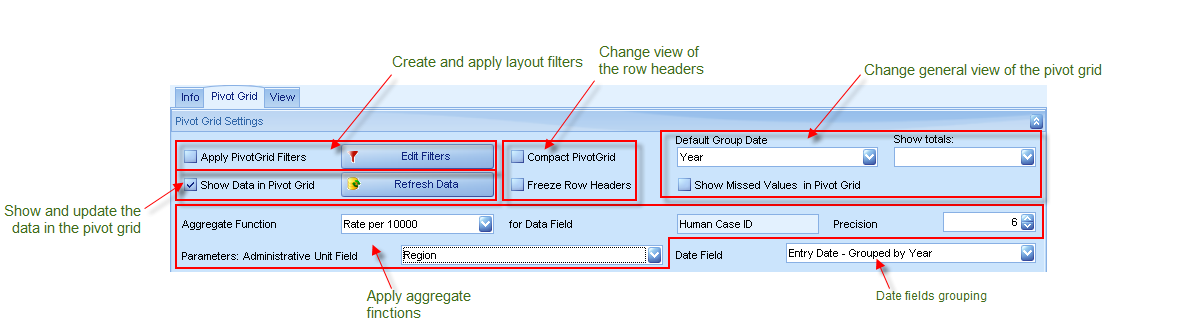 Create and apply layout filters
Change view of
the row headers
Change general view of the pivot grid
Info Pivot Grid View
Pivot Grid Settings
Apply PivotGrid Filters Edit Filters Compact PivotGrid Default Group Date Show totals:
Year
Show Data in Pivot Grid Refresh Data Freeze Row Headers Show Missed Values in Pivot Grid
Show and update the
data in the pivot grid
Aggregate Function Rate per 10000 for Data Field Human Case ID Precision 6
Parameters: Administrative Unit Field Region Date Field Entry Date - Grouped by Year
Apply aggregate
finctions
Date fields grouping